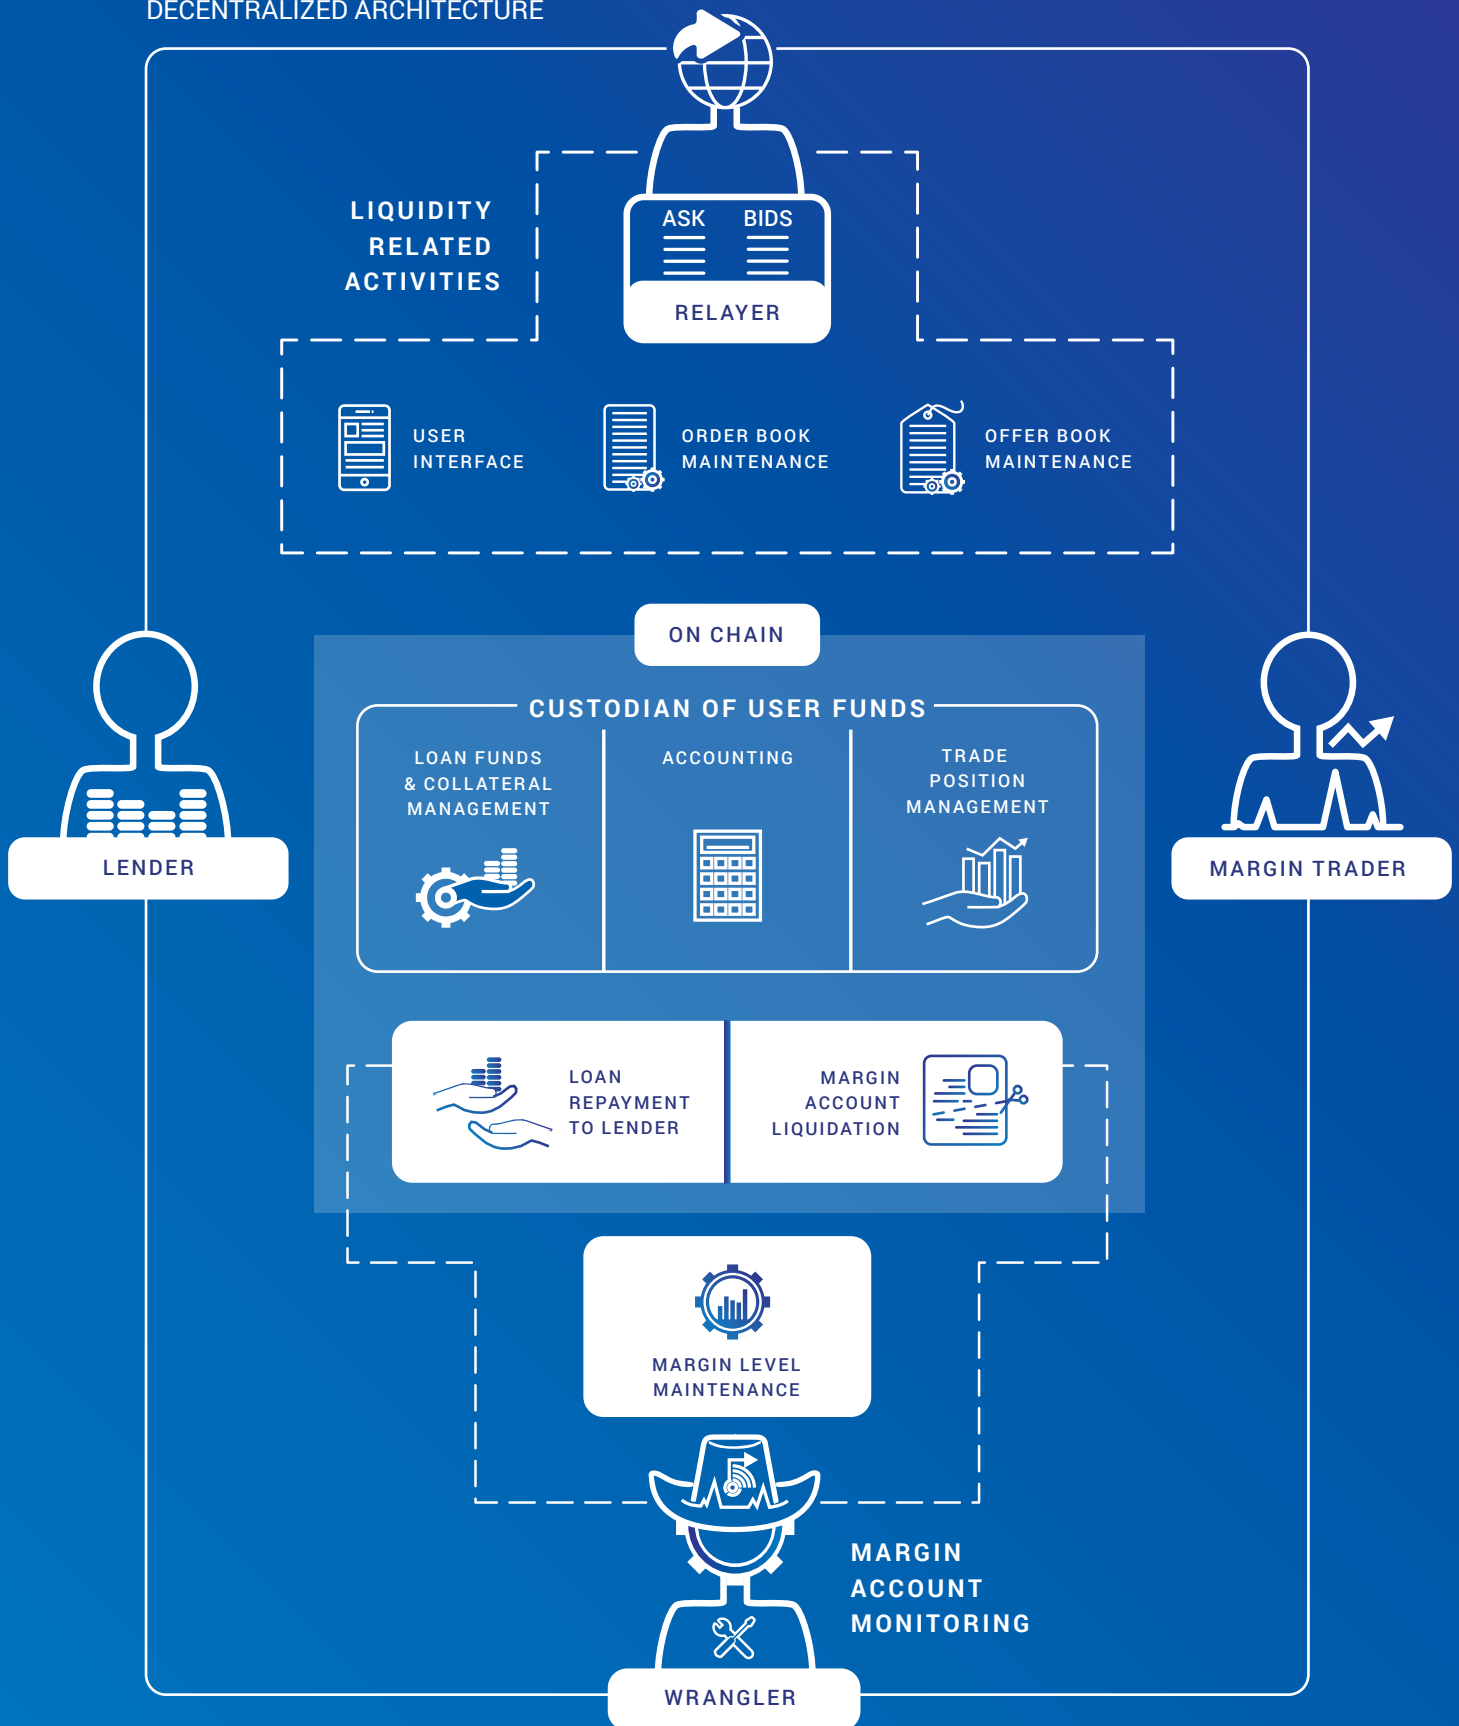 DECENTRALIZED ARCHITECTURE
LIQUIDITY
RELATED
ACTIVITIES
ASK BIDS
RELAYER
USER
INTERFACE
ORDER BOOK
MAINTENANCE
OFFER BOOK
MAINTENANCE
ON CHAIN
CUSTODIAN OF USER FUNDS
LOAN FUNDS
& COLLATERAL
MANAGEMENT
ACCOUNTING
TRADE
POSITION
MANAGEMENT
LENDER
MARGIN TRADER
LOAN
REPAYMENT
TO LENDER
MARGIN
ACCOUNT
LIQUIDATION
MARGIN LEVEL
MAINTENANCE
MARGIN
ACCOUNT
MONITORING
WRANGLER